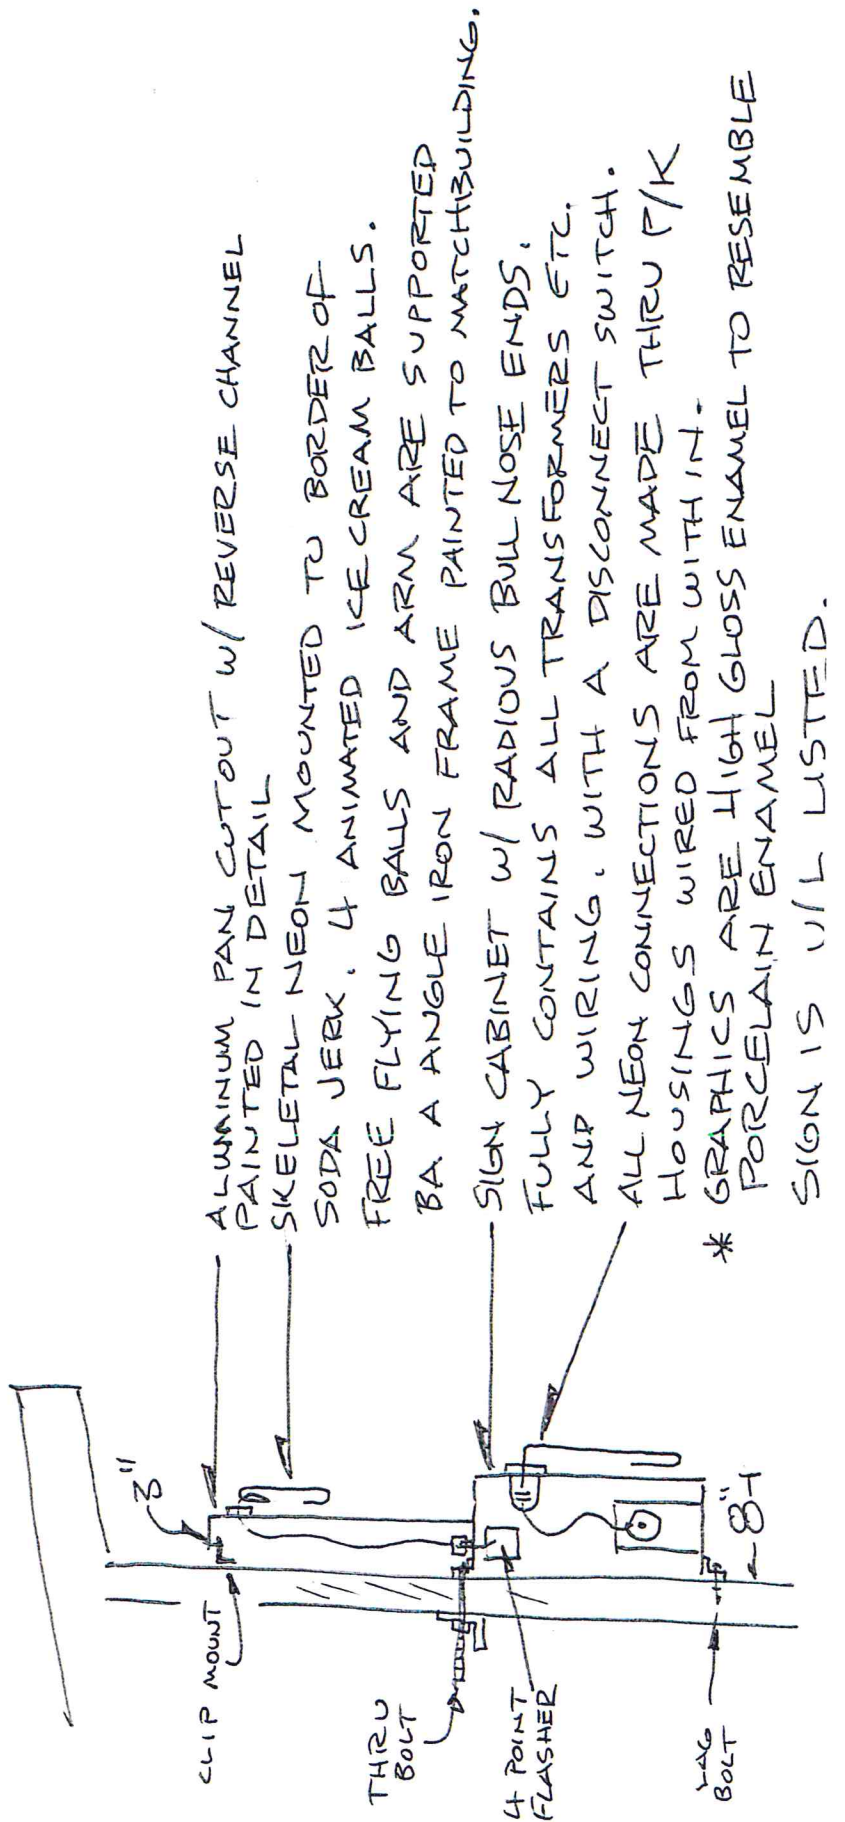 ALUMINUM PAN CUTOUT W/ REVERSE CHANNEL
PAINTED IN DETAIL
SKELETAL NEON MOUNTED TO BORDER OF
SODA JERK. 4 ANIMATED ICE CREAM BALLS.
FREE FLYING BALLS AND ARM ARE SUPPORTED
BA. A ANGLE IRON FRAME PAINTED TO MATCH BUILDING.
SIGN CABINET W/ RADIOUS BULL NOSE ENDS.
FULLY CONTAINS ALL TRANSFORMERS ETC.
AND WIRING. WITH A DISCONNECT SWITCH.
ALL NEON CONNECTIONS ARE MADE THRU P/K
HOUSINGS WIRED FROM WITH IN.
* GRAPHICS ARE HIGH GLOSS ENAMEL TO RESEMBLE
PORCELAIN ENAMEL
SIGN IS U/L LISTED.
3"
CLIP MOUNT
THRU
BOLT
4 POINT
FLASHER
LAG
BOLT
8"